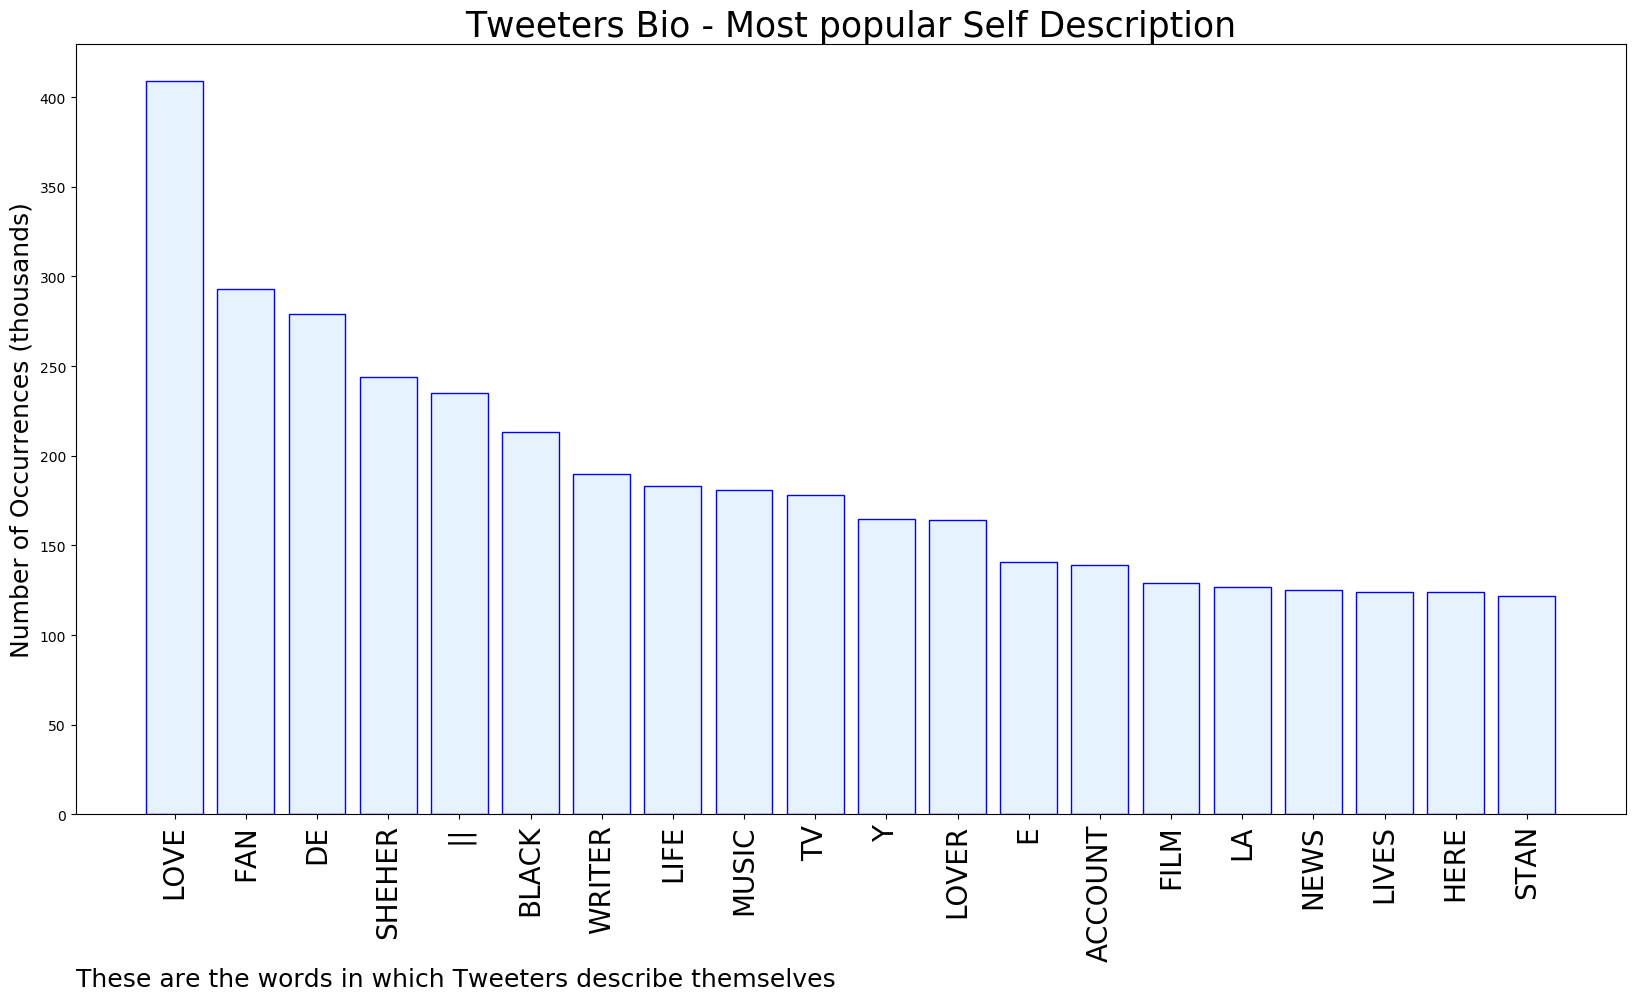 Tweeters Bio - Most popular Self Description
Number of Occurrences (thousands)
400
350
300
250
200
150
100
50
0
LOVE
FAN
DE
SHEHER
||
BLACK
WRITER
LIFE
MUSIC
TV
Y
LOVER
E
ACCOUNT
FILM
LA
NEWS
LIVES
HERE
STAN
These are the words in which Tweeters describe themselves